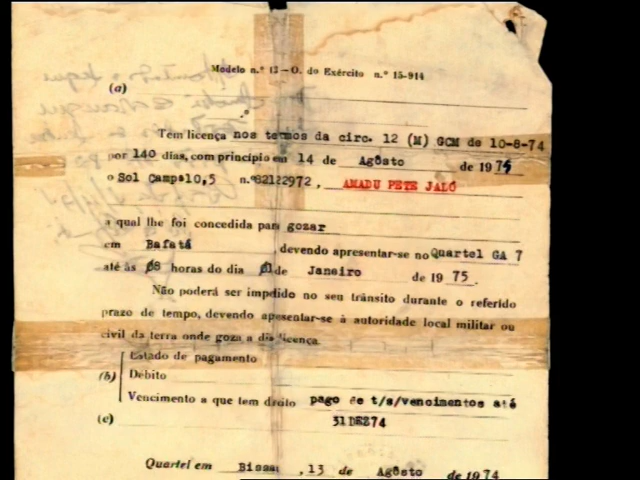 Modelo n.º 13 – O. do Exército n.º 15-914
(a)
Tem licença nos termos da circ. 12 (M) GCM de 10-8-74
por 140 dias, com princípio em 14 de Agôsto de 1974
o Sol Campº10,5 n.º82122972, AMADU PETE JALÓ
a qual lhe foi concedida para gozar
em Bafatá devendo apresentar-se no Quartel GA 7
até às 08 horas do dia 01 de Janeiro de 1975.
Não poderá ser impedido no seu trânsito durante o referido
prazo de tempo, devendo apresentar-se à autoridade local militar ou
civil da terra onde goza a dia licença.
Estado de pagamento
(b) Débito
Vencimento a que tem direito pago de t/s/vencimentos até
(c) 31DEZ74
Quartel em Bissau, 13 de Agôsto de 1974